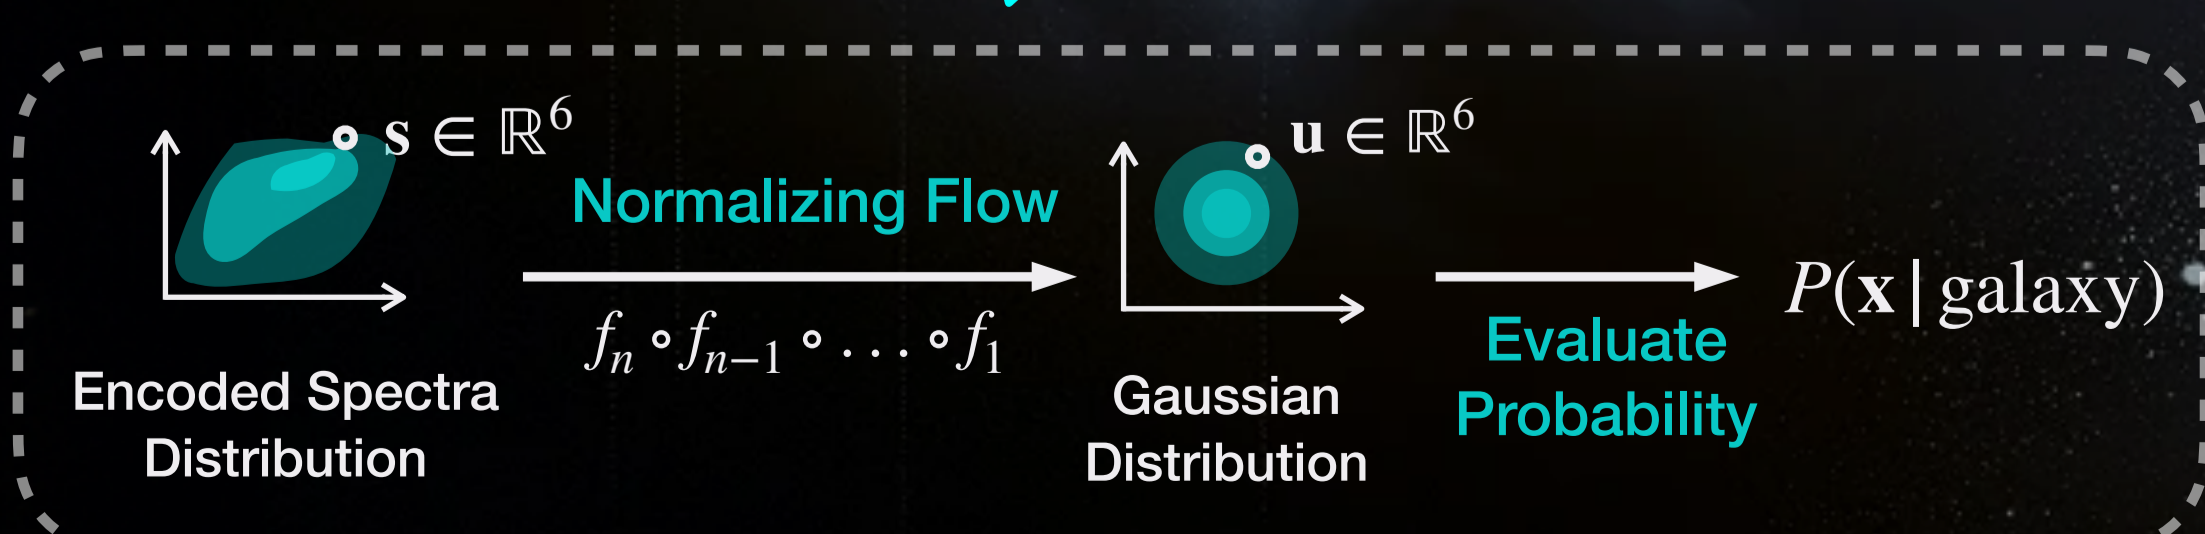 s ∈ ℝ⁶
Normalizing Flow
fₙ ∘ fₙ₋₁ ∘ . . . ∘ f₁
Encoded Spectra
Distribution
u ∈ ℝ⁶
Gaussian
Distribution
Evaluate
Probability
P(x | galaxy)